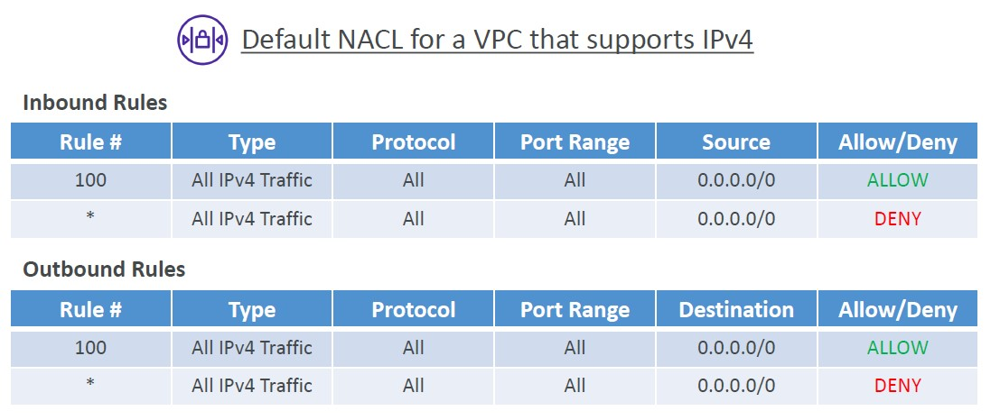 Default NACL for a VPC that supports IPv4
Inbound Rules
Rule # Type Protocol Port Range Source Allow/Deny
100 All IPv4 Traffic All All 0.0.0.0/0 ALLOW
* All IPv4 Traffic All All 0.0.0.0/0 DENY
Outbound Rules
Rule # Type Protocol Port Range Destination Allow/Deny
100 All IPv4 Traffic All All 0.0.0.0/0 ALLOW
* All IPv4 Traffic All All 0.0.0.0/0 DENY